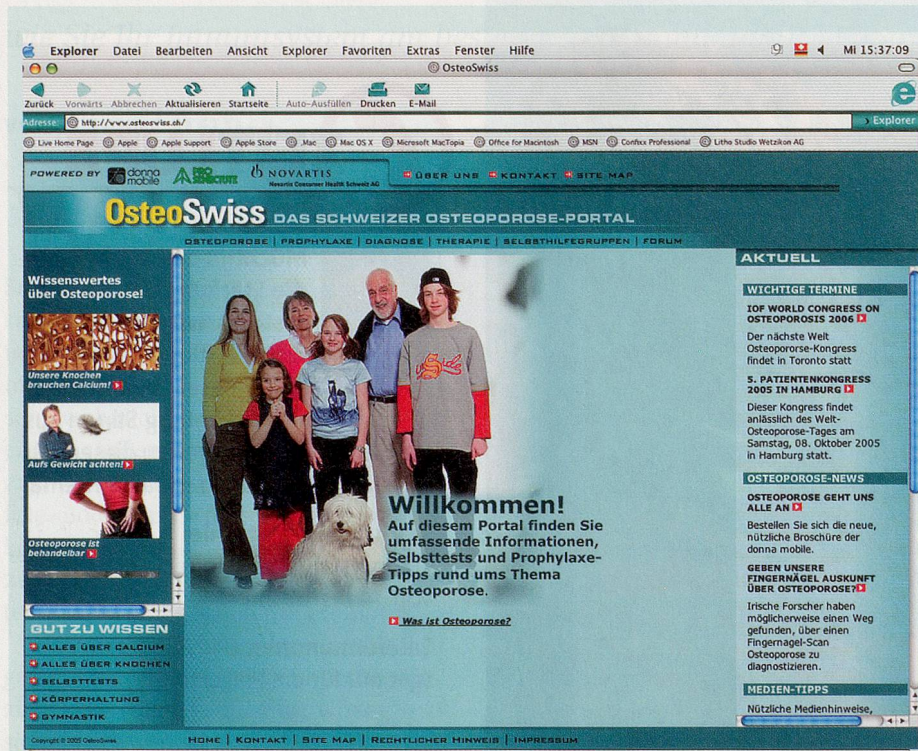 Explorer Datei Bearbeiten Ansicht Explorer Favoriten Extras Fenster Hilfe Mi 15:37:09
OsteoSwiss
Zurück Vorwärts Abbrechen Aktualisieren Startseite Auto-Ausfüllen Drucken E-Mail
Adresse: http://www.osteoswiss.ch/ › Explorer
Live Home Page Apple Apple Support Apple Store .Mac Mac OS X Microsoft MacTopia Office for Macintosh MSN Confixx Professional Litho Studio Wetzikon AG
POWERED BY donna mobile PRO SENECTUTE NOVARTIS
Novartis Consumer Health Schweiz AG
ÜBER UNS KONTAKT SITE MAP
OsteoSwiss DAS SCHWEIZER OSTEOPOROSE-PORTAL
OSTEOPOROSE | PROPHYLAXE | DIAGNOSE | THERAPIE | SELBSTHILFEGRUPPEN | FORUM
Wissenswertes
über Osteoporose!
Unsere Knochen
brauchen Calcium!
Aufs Gewicht achten!
Osteoporose ist
behandelbar
GUT ZU WISSEN
ALLES ÜBER CALCIUM
ALLES ÜBER KNOCHEN
SELBSTTESTS
KÖRPERHALTUNG
GYMNASTIK
Willkommen!
Auf diesem Portal finden Sie
umfassende Informationen,
Selbsttests und Prophylaxe-
Tipps rund ums Thema
Osteoporose.
Was ist Osteoporose?
AKTUELL
WICHTIGE TERMINE
IOF WORLD CONGRESS ON
OSTEOPOROSIS 2006
Der nächste Welt
Osteopororse-Kongress
findet in Toronto statt
5. PATIENTENKONGRESS
2005 IN HAMBURG
Dieser Kongress findet
anlässlich des Welt-
Osteoporose-Tages am
Samstag, 08. Oktober 2005
in Hamburg statt.
OSTEOPOROSE-NEWS
OSTEOPOROSE GEHT UNS
ALLE AN
Bestellen Sie sich die neue,
nützliche Broschüre der
donna mobile.
GEBEN UNSERE
FINGERNÄGEL AUSKUNFT
ÜBER OSTEOPOROSE?
Irische Forscher haben
möglicherweise einen Weg
gefunden, über einen
Fingernagel-Scan
Osteoporose zu
diagnostizieren.
MEDIEN-TIPPS
Nützliche Medienhinweise,
Copyright © 2005 OsteoSwiss
HOME | KONTAKT | SITE MAP | RECHTLICHER HINWEIS | IMPRESSUM